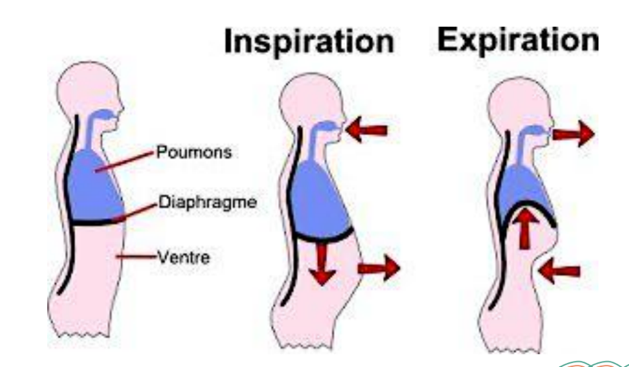 Inspiration
Expiration
Poumons
Diaphragme
Ventre